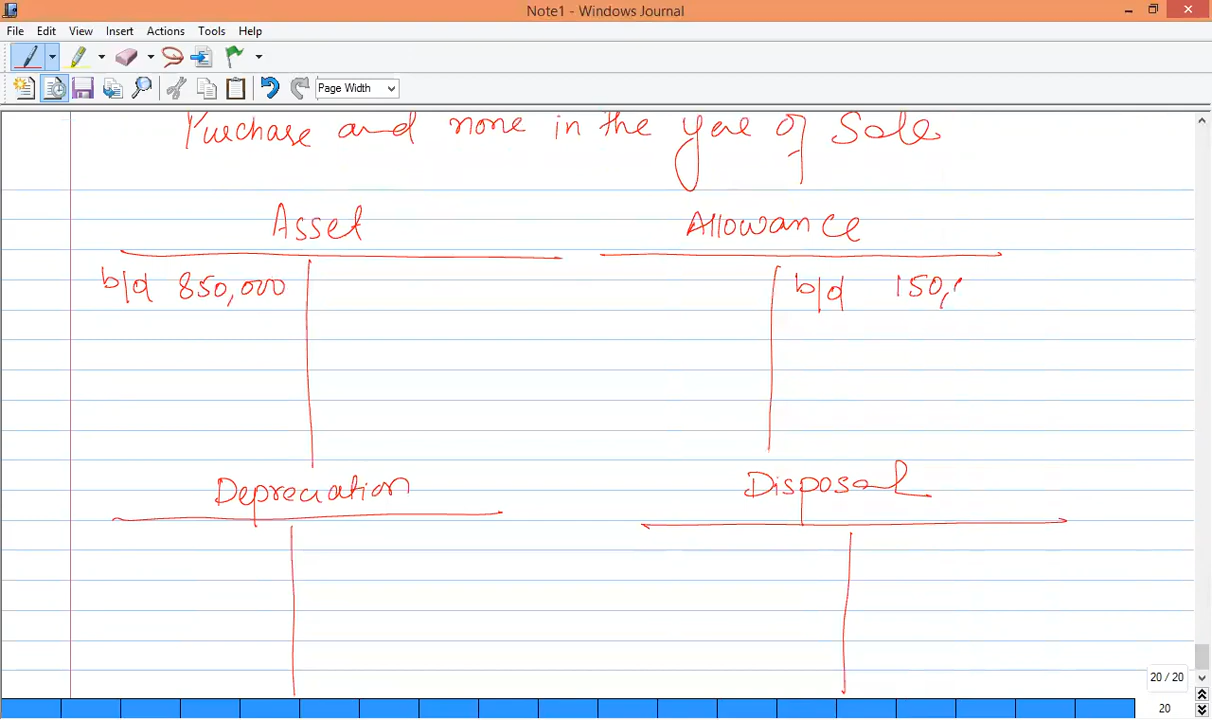 Note1 - Windows Journal
File Edit View Insert Actions Tools Help
Page Width
Purchase and none in the yare of Sale
Asset Allowance
b/d 850,000 b/d 150,
Depreciation Disposal
20 / 20
20